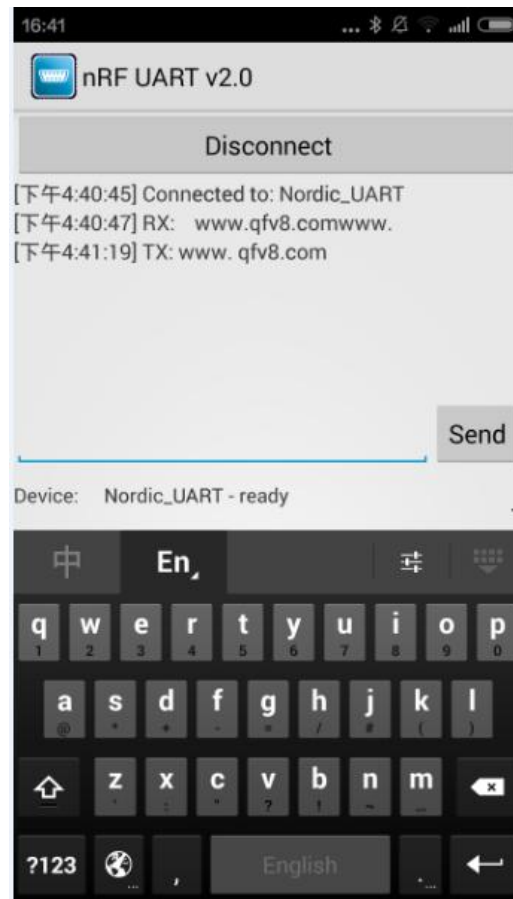 16:41
nRF UART v2.0
Disconnect
[下午4:40:45] Connected to: Nordic_UART
[下午4:40:47] RX: www.qfv8.comwww.
[下午4:41:19] TX: www. qfv8.com
Send
Device: Nordic_UART - ready
中 En
q w e r t y u i o p
1 2 3 4 5 6 7 8 9 0
a s d f g h j k l
@ * + - = / # ( )
z x c v b n m
' : " ? ! ~ _
?123 , English . ...